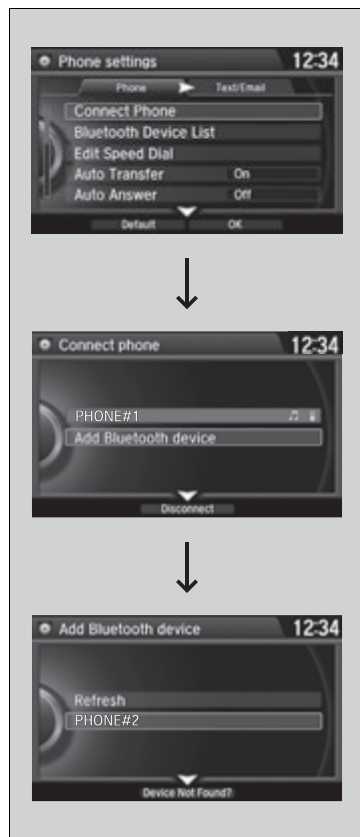 Phone settings 12:34
Phone Text/Email
Connect Phone
Bluetooth Device List
Edit Speed Dial
Auto Transfer On
Auto Answer Off
Default OK
Connect phone 12:34
PHONE#1
Add Bluetooth device
Disconnect
Add Bluetooth device 12:34
Refresh
PHONE#2
Device Not Found?